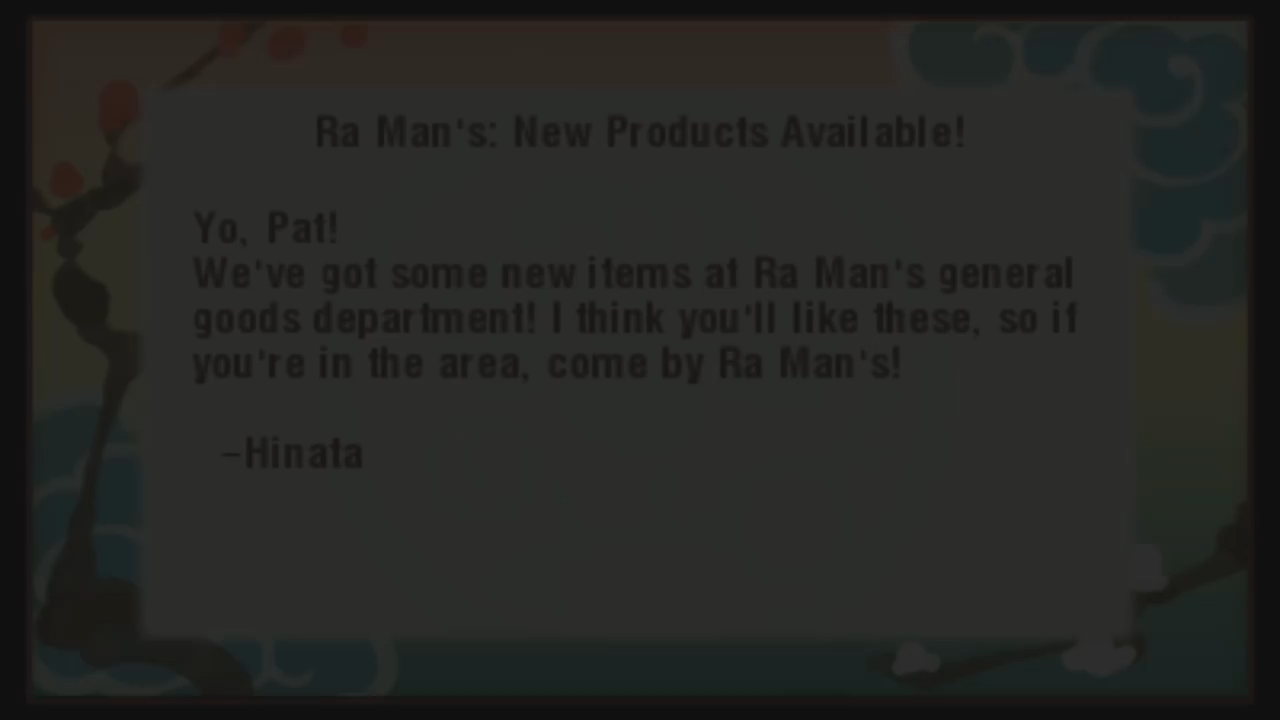 Ra Man's: New Products Available!
Yo, Pat!
We've got some new items at Ra Man's general
goods department! I think you'll like these, so if
you're in the area, come by Ra Man's!
-Hinata